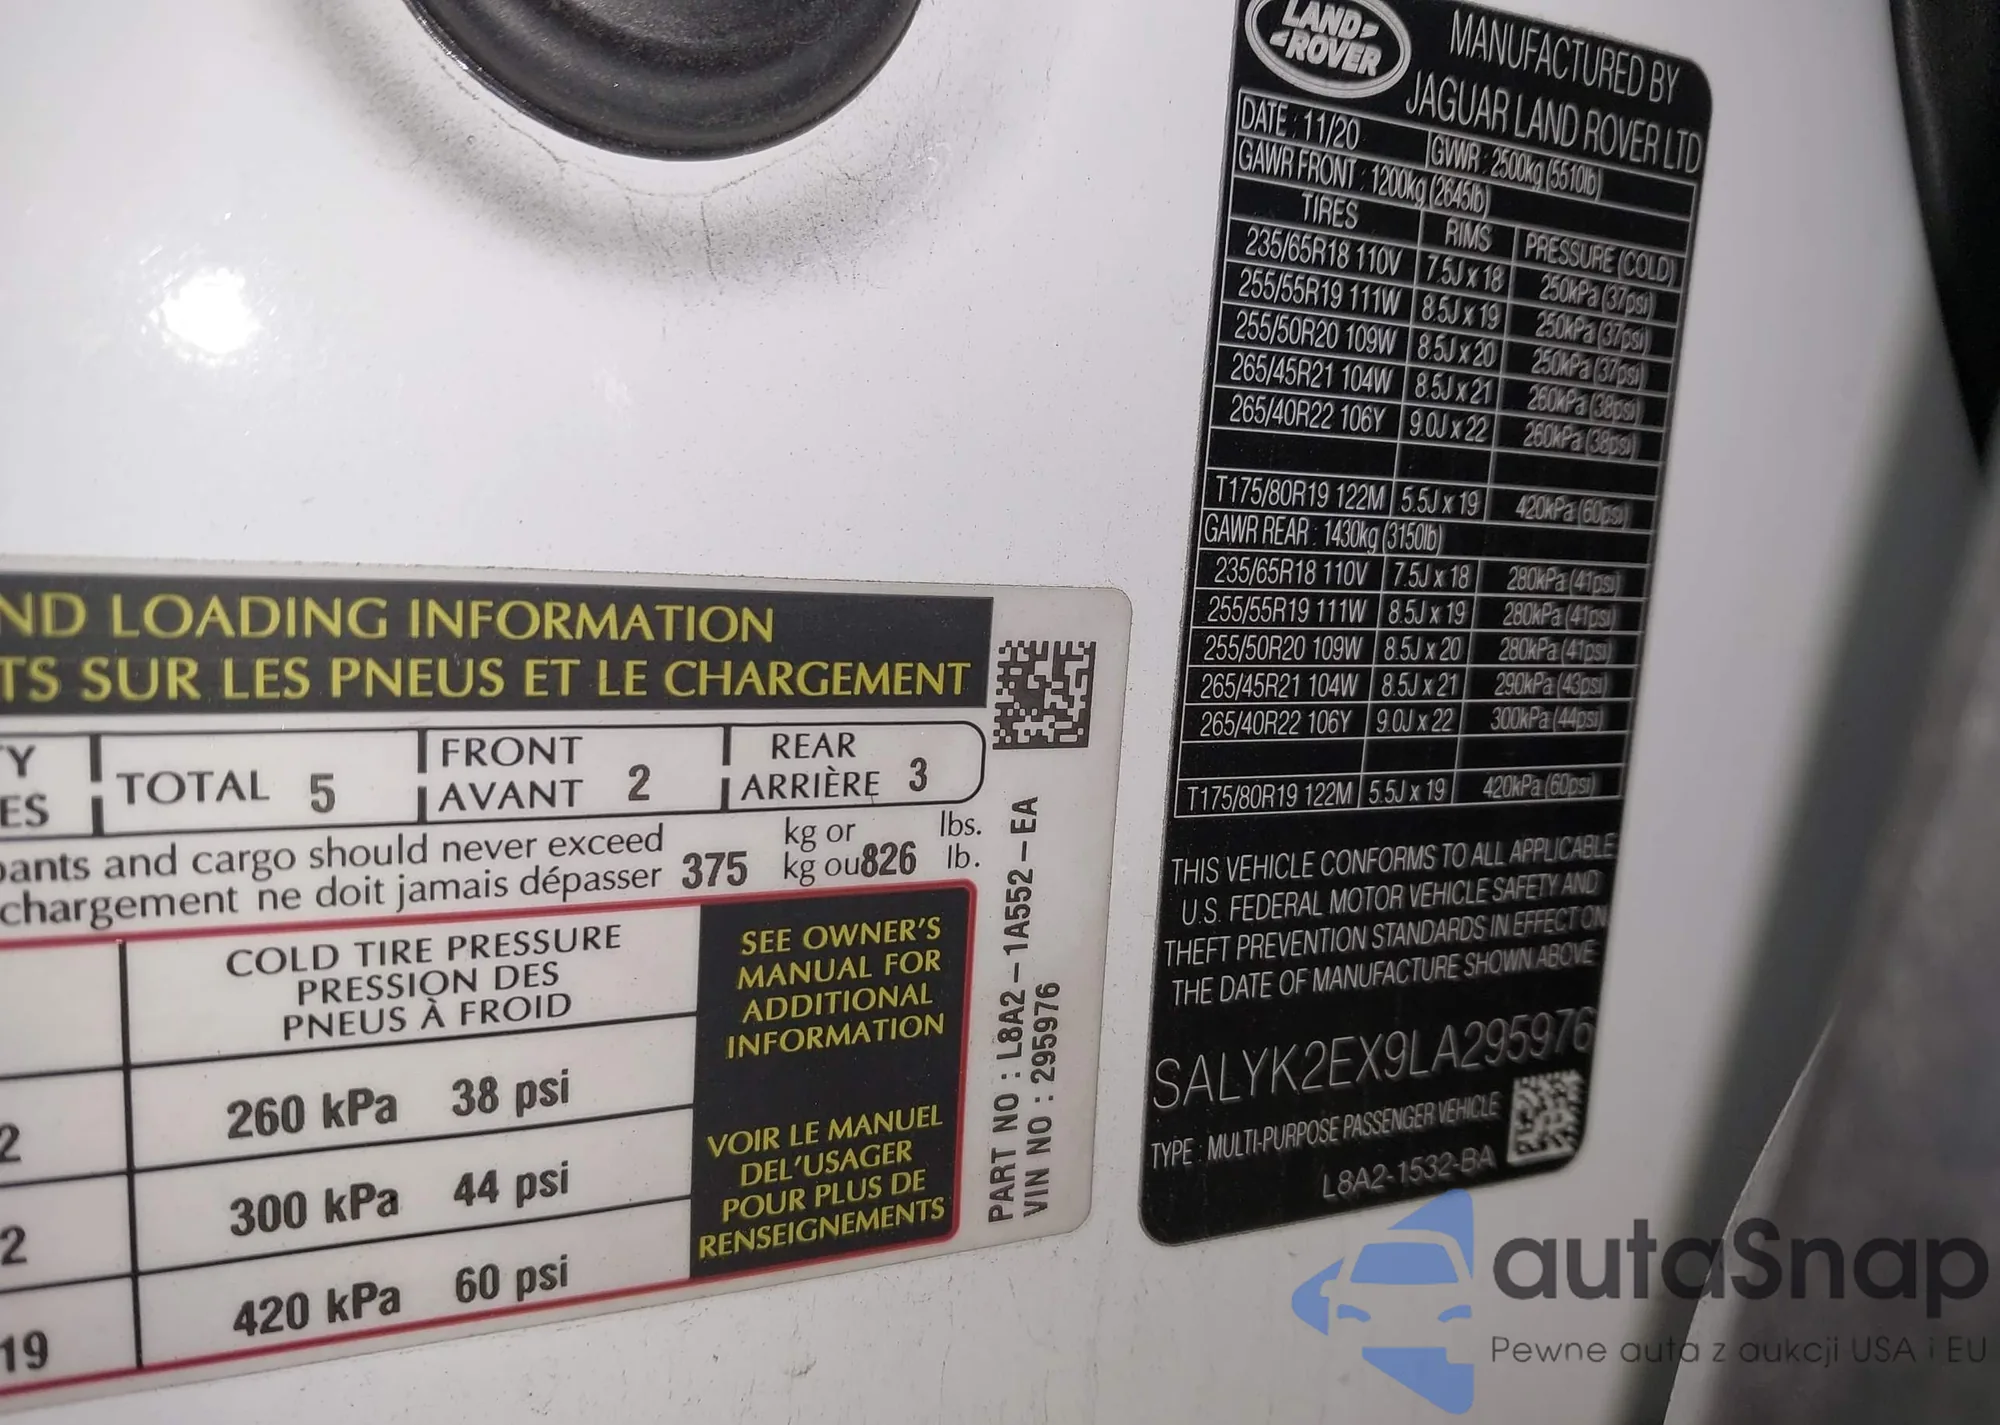 LAND
ROVER
MANUFACTURED BY
JAGUAR LAND ROVER LTD
DATE : 11/20 GVWR : 2500kg (5510lb)
GAWR FRONT : 1200kg (2645lb)
TIRES RIMS PRESSURE (COLD)
235/65R18 110V 7.5J x 18 250kPa (37psi)
255/55R19 111W 8.5J x 19 250kPa (37psi)
255/50R20 109W 8.5J x 20 250kPa (37psi)
265/45R21 104W 8.5J x 21 260kPa (38psi)
265/40R22 106Y 9.0J x 22 260kPa (38psi)
T175/80R19 122M 5.5J x 19 420kPa (60psi)
GAWR REAR : 1430kg (3150lb)
235/65R18 110V 7.5J x 18 280kPa (41psi)
255/55R19 111W 8.5J x 19 280kPa (41psi)
255/50R20 109W 8.5J x 20 280kPa (41psi)
265/45R21 104W 8.5J x 21 290kPa (43psi)
265/40R22 106Y 9.0J x 22 300kPa (44psi)
T175/80R19 122M 5.5J x 19 420kPa (60psi)
THIS VEHICLE CONFORMS TO ALL APPLICABLE
U.S. FEDERAL MOTOR VEHICLE SAFETY AND
THEFT PREVENTION STANDARDS IN EFFECT ON
THE DATE OF MANUFACTURE SHOWN ABOVE
SALYK2EX9LA295976
TYPE : MULTI-PURPOSE PASSENGER VEHICLE
L8A2-1532-BA
ND LOADING INFORMATION
TS SUR LES PNEUS ET LE CHARGEMENT
Y TOTAL 5 FRONT 2 REAR 3
ES AVANT ARRIÈRE
pants and cargo should never exceed 375 kg or 826 lbs.
chargement ne doit jamais dépasser kg ou lb.
COLD TIRE PRESSURE
PRESSION DES
PNEUS À FROID
2 260 kPa 38 psi
2 300 kPa 44 psi
19 420 kPa 60 psi
SEE OWNER'S
MANUAL FOR
ADDITIONAL
INFORMATION
VOIR LE MANUEL
DEL'USAGER
POUR PLUS DE
RENSEIGNEMENTS
PART NO : L8A2-1A552-EA
VIN NO : 295976
autaSnap
Pewne auta z aukcji USA i EU